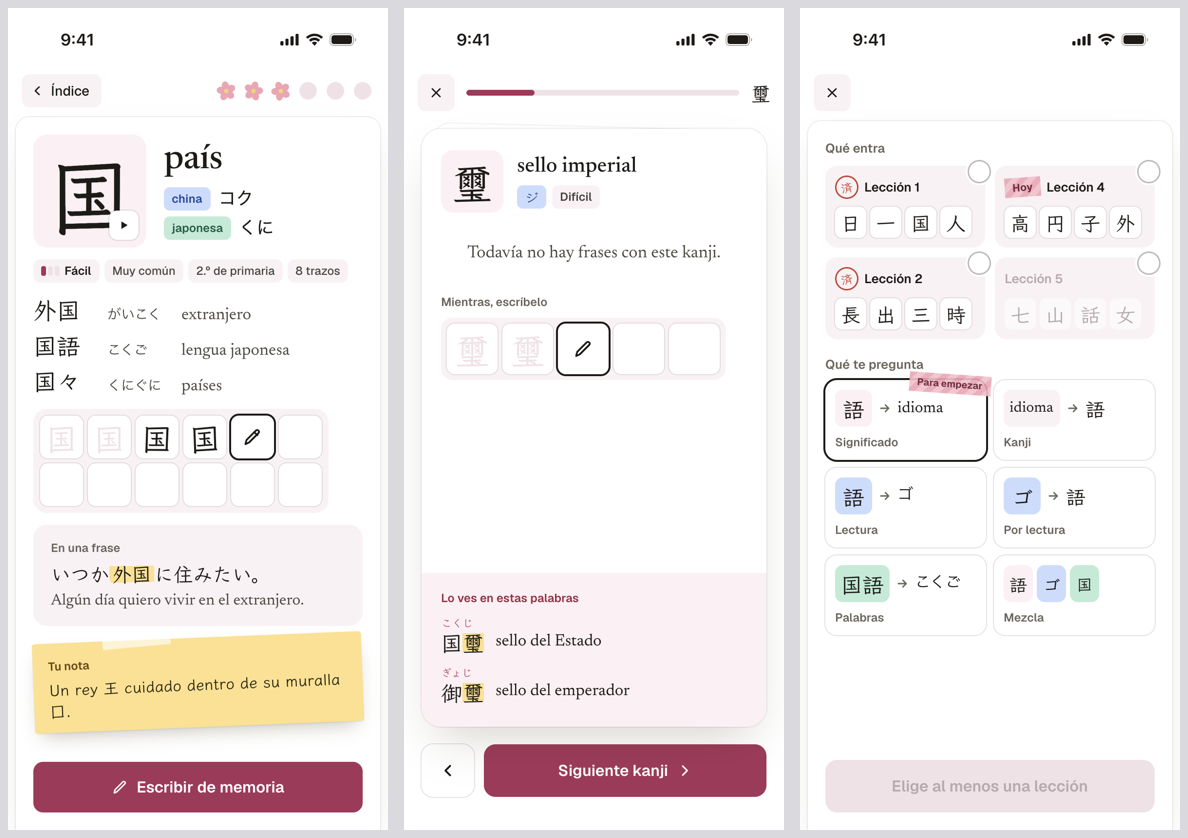 9:41
Índice
国
país
china コク
japonesa くに
Fácil Muy común 2.º de primaria 8 trazos
外国 がいこく extranjero
国語 こくご lengua japonesa
国々 くにぐに países
国 国 国 国
En una frase
いつか外国に住みたい。
Algún día quiero vivir en el extranjero.
Tu nota
Un rey 王 cuidado dentro de su muralla
囗.
Escribir de memoria
9:41
璽
璽
sello imperial
ジ Difícil
Todavía no hay frases con este kanji.
Mientras, escríbelo
璽 璽
Lo ves en estas palabras
こくじ
国璽 sello del Estado
ぎょじ
御璽 sello del emperador
Siguiente kanji
9:41
Qué entra
済 Lección 1
日 一 国 人
Hoy Lección 4
高 円 子 外
済 Lección 2
長 出 三 時
Lección 5
七 山 話 女
Qué te pregunta
Para empezar
語 → idioma
Significado
idioma → 語
Kanji
語 → ゴ
Lectura
ゴ → 語
Por lectura
国語 → こくご
Palabras
語 ゴ 国
Mezcla
Elige al menos una lección